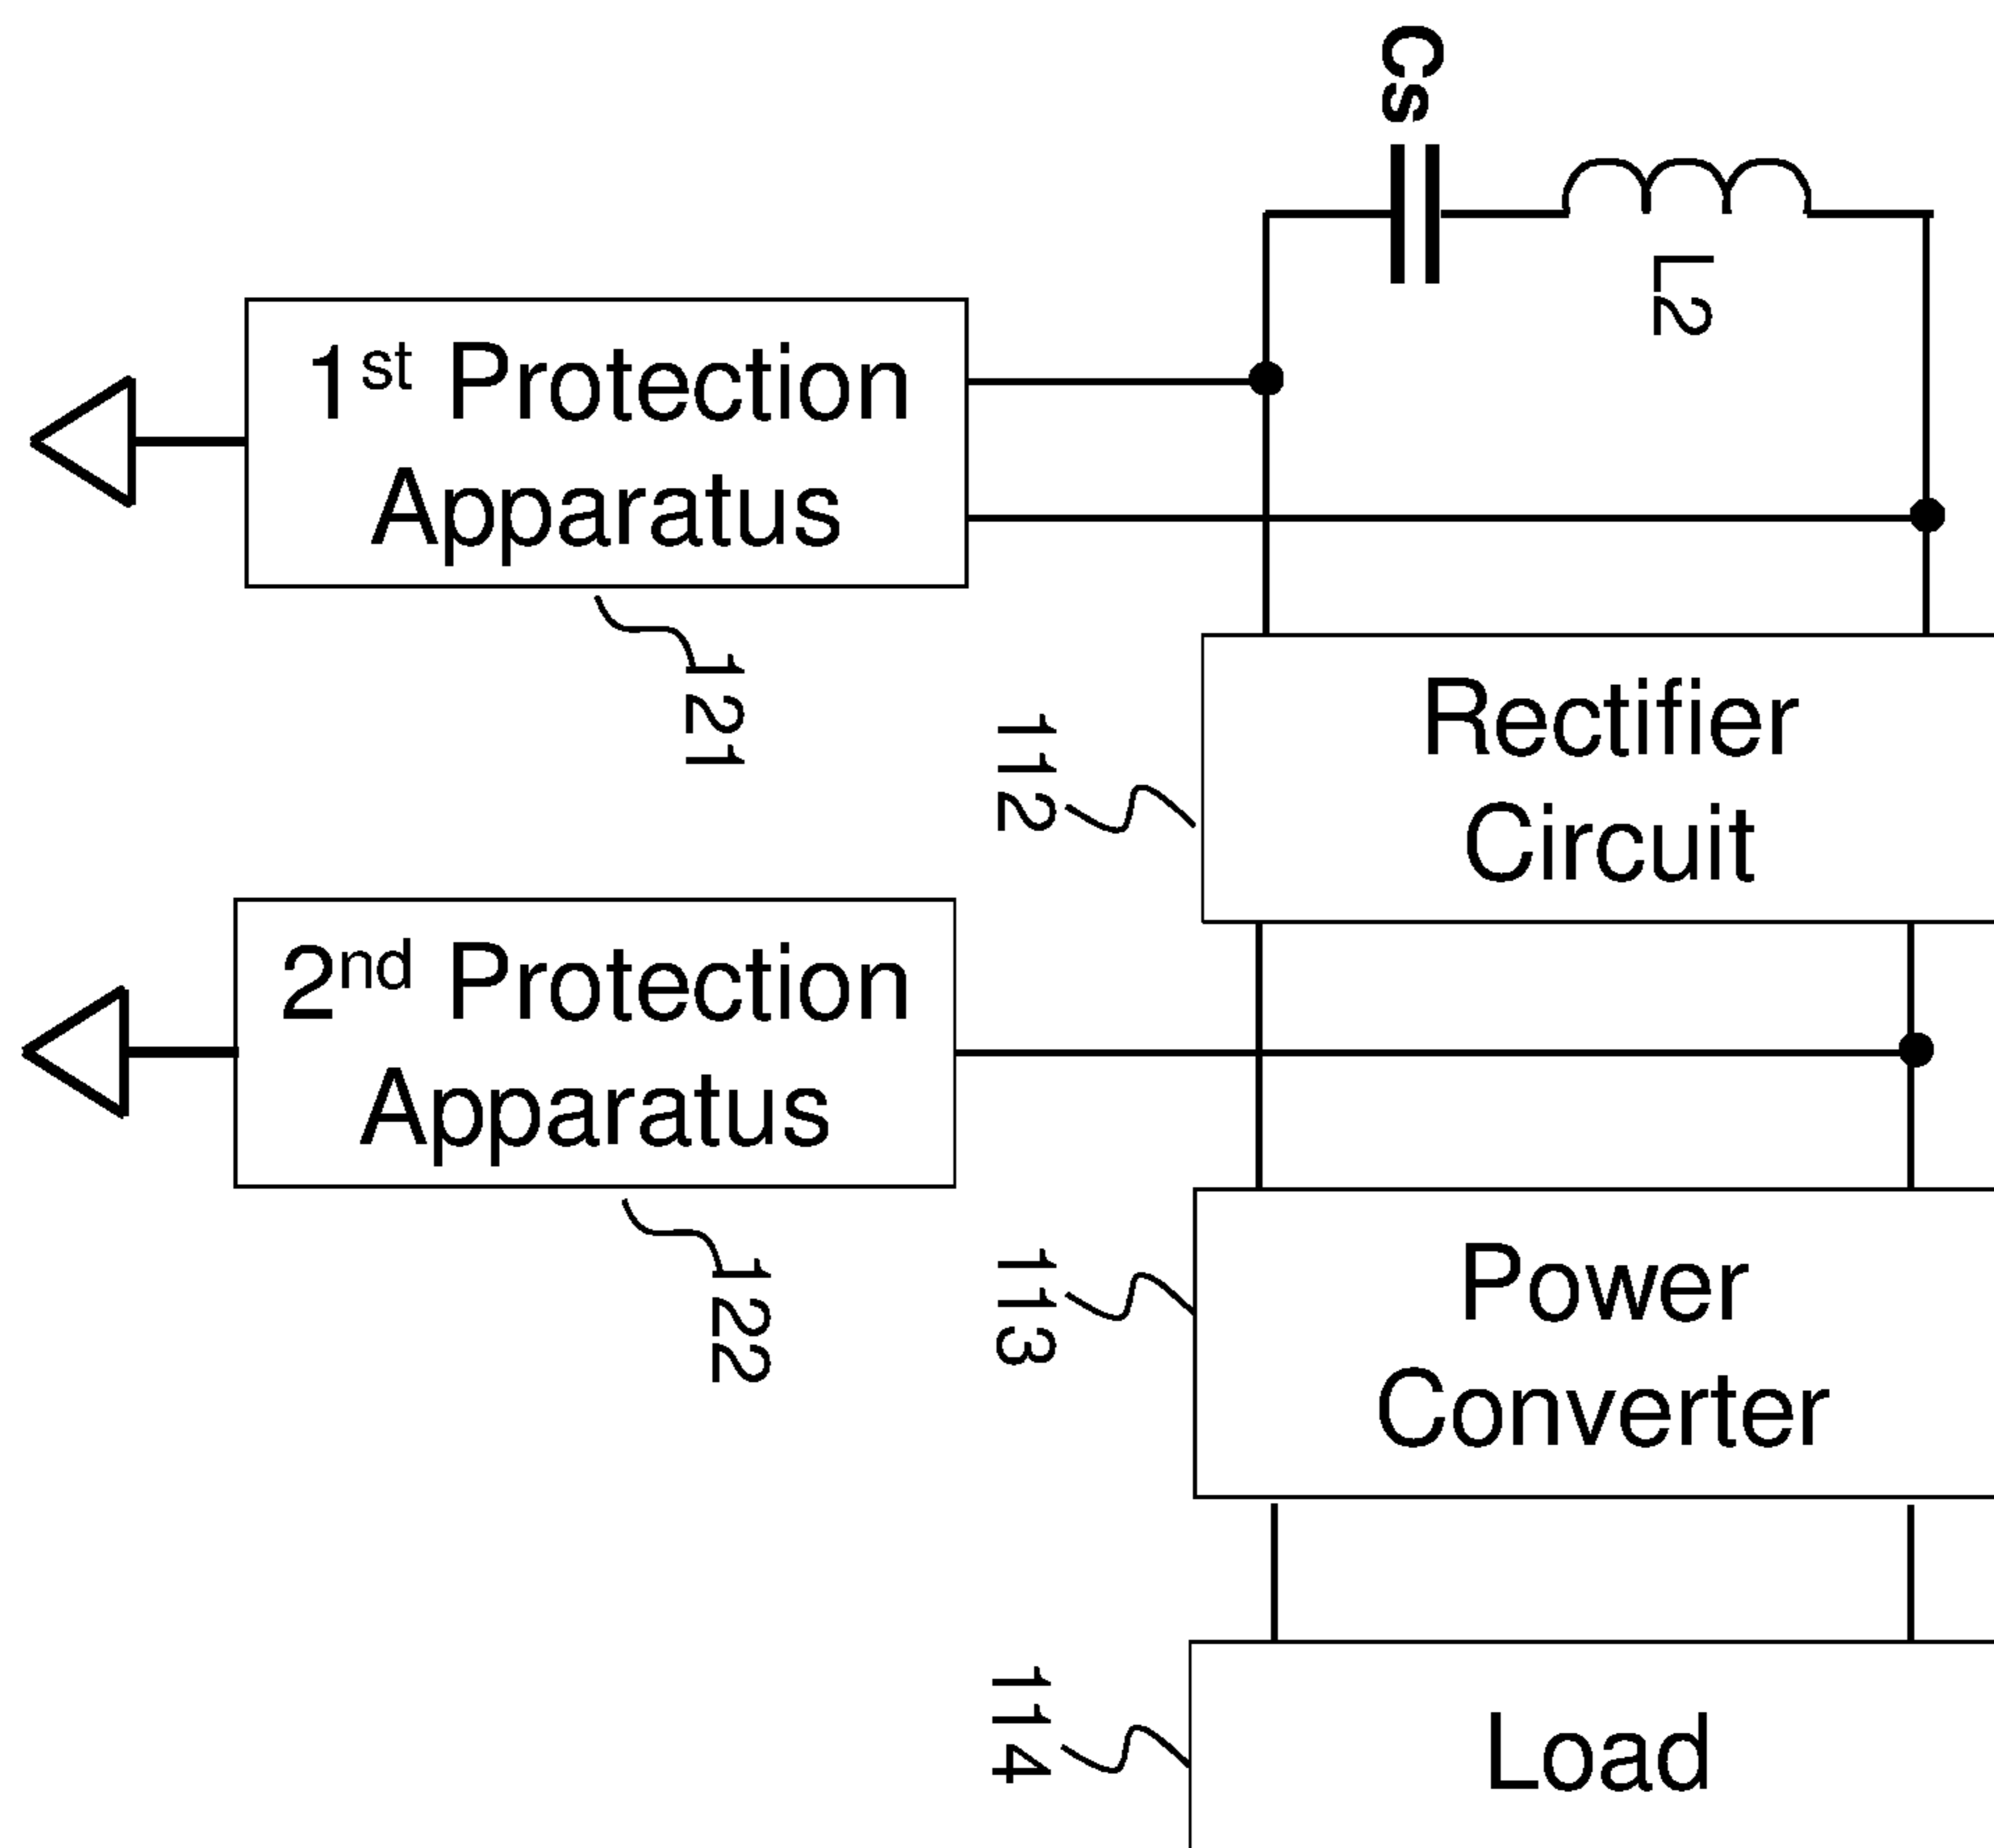 Cs
L2
1st Protection
Apparatus
121
Rectifier
Circuit
112
2nd Protection
Apparatus
122
Power
Converter
113
Load
114